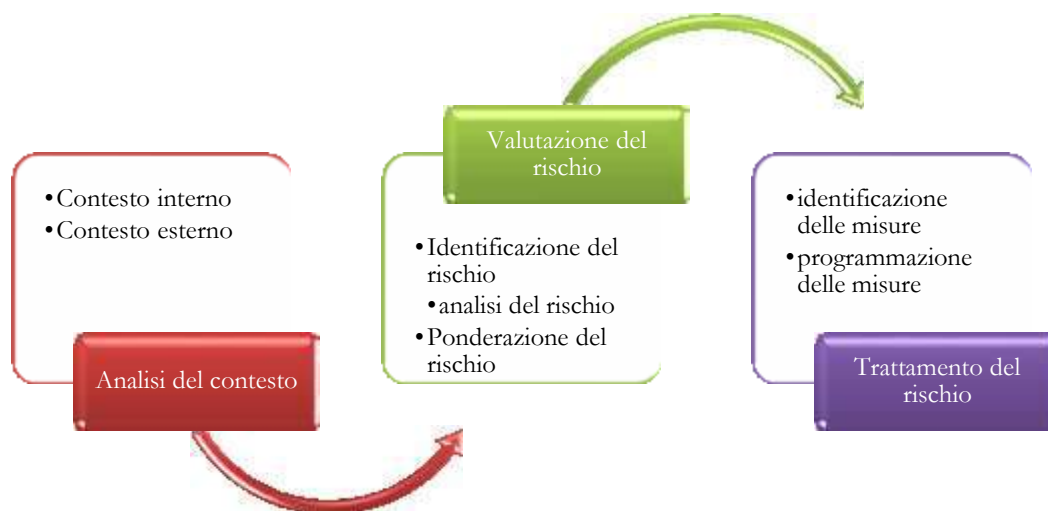 •Contesto interno
•Contesto esterno
Analisi del contesto
Valutazione del
rischio
•Identificazione del
rischio
•analisi del rischio
•Ponderazione del
rischio
•identificazione
delle misure
•programmazione
delle misure
Trattamento del
rischio